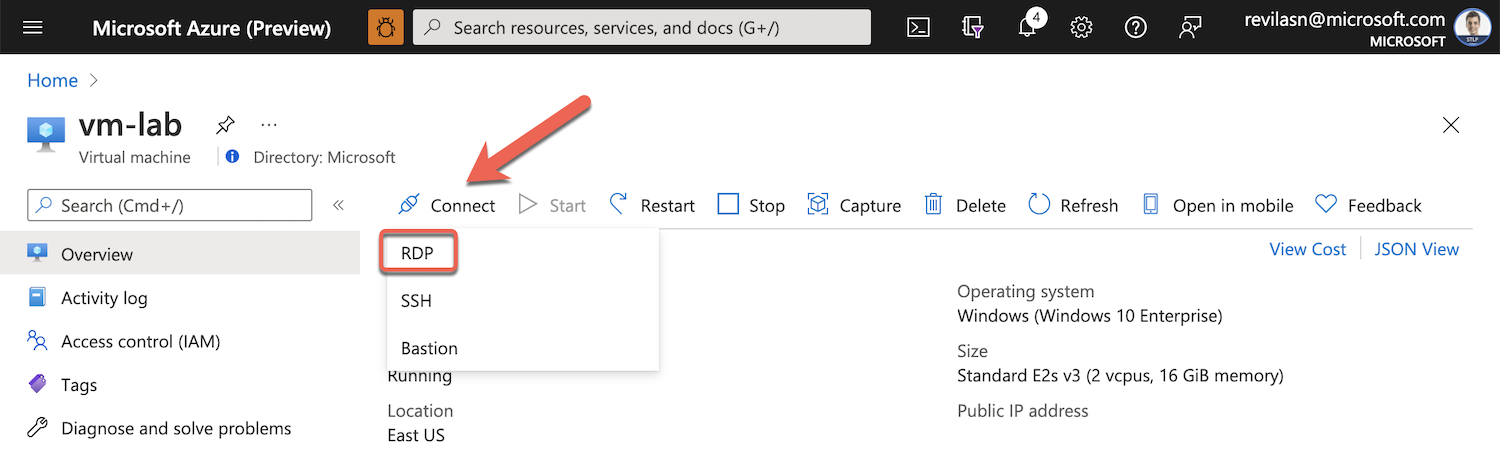 Microsoft Azure (Preview)
Search resources, services, and docs (G+/)
4
revilasn@microsoft.com
MICROSOFT
STLP
Home
vm-lab
...
Virtual machine
Directory: Microsoft
Search (Cmd+/)
«
Connect
Start
Restart
Stop
Capture
Delete
Refresh
Open in mobile
Feedback
Overview
Activity log
Access control (IAM)
Tags
Diagnose and solve problems
RDP
SSH
Bastion
Running
Location
East US
View Cost
JSON View
Operating system
Windows (Windows 10 Enterprise)
Size
Standard E2s v3 (2 vcpus, 16 GiB memory)
Public IP address